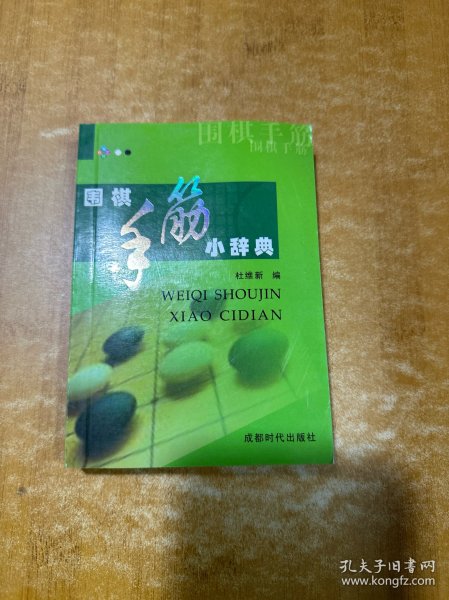 围棋手筋
围棋手筋
围棋
手筋
小辞典
杜维新 编
WEIQI SHOUJIN
XIAO CIDIAN
成都时代出版社
孔夫子旧书网
www.kongfz.com